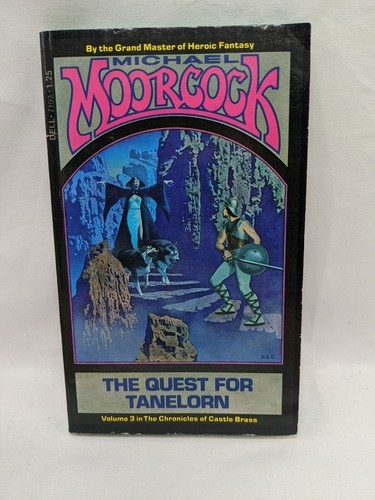 DELL • 7193 • 1.25
By the Grand Master of Heroic Fantasy
MICHAEL
MOORCOCK
R.L.C.
THE QUEST FOR
TANELORN
Volume 3 in The Chronicles of Castle Brass